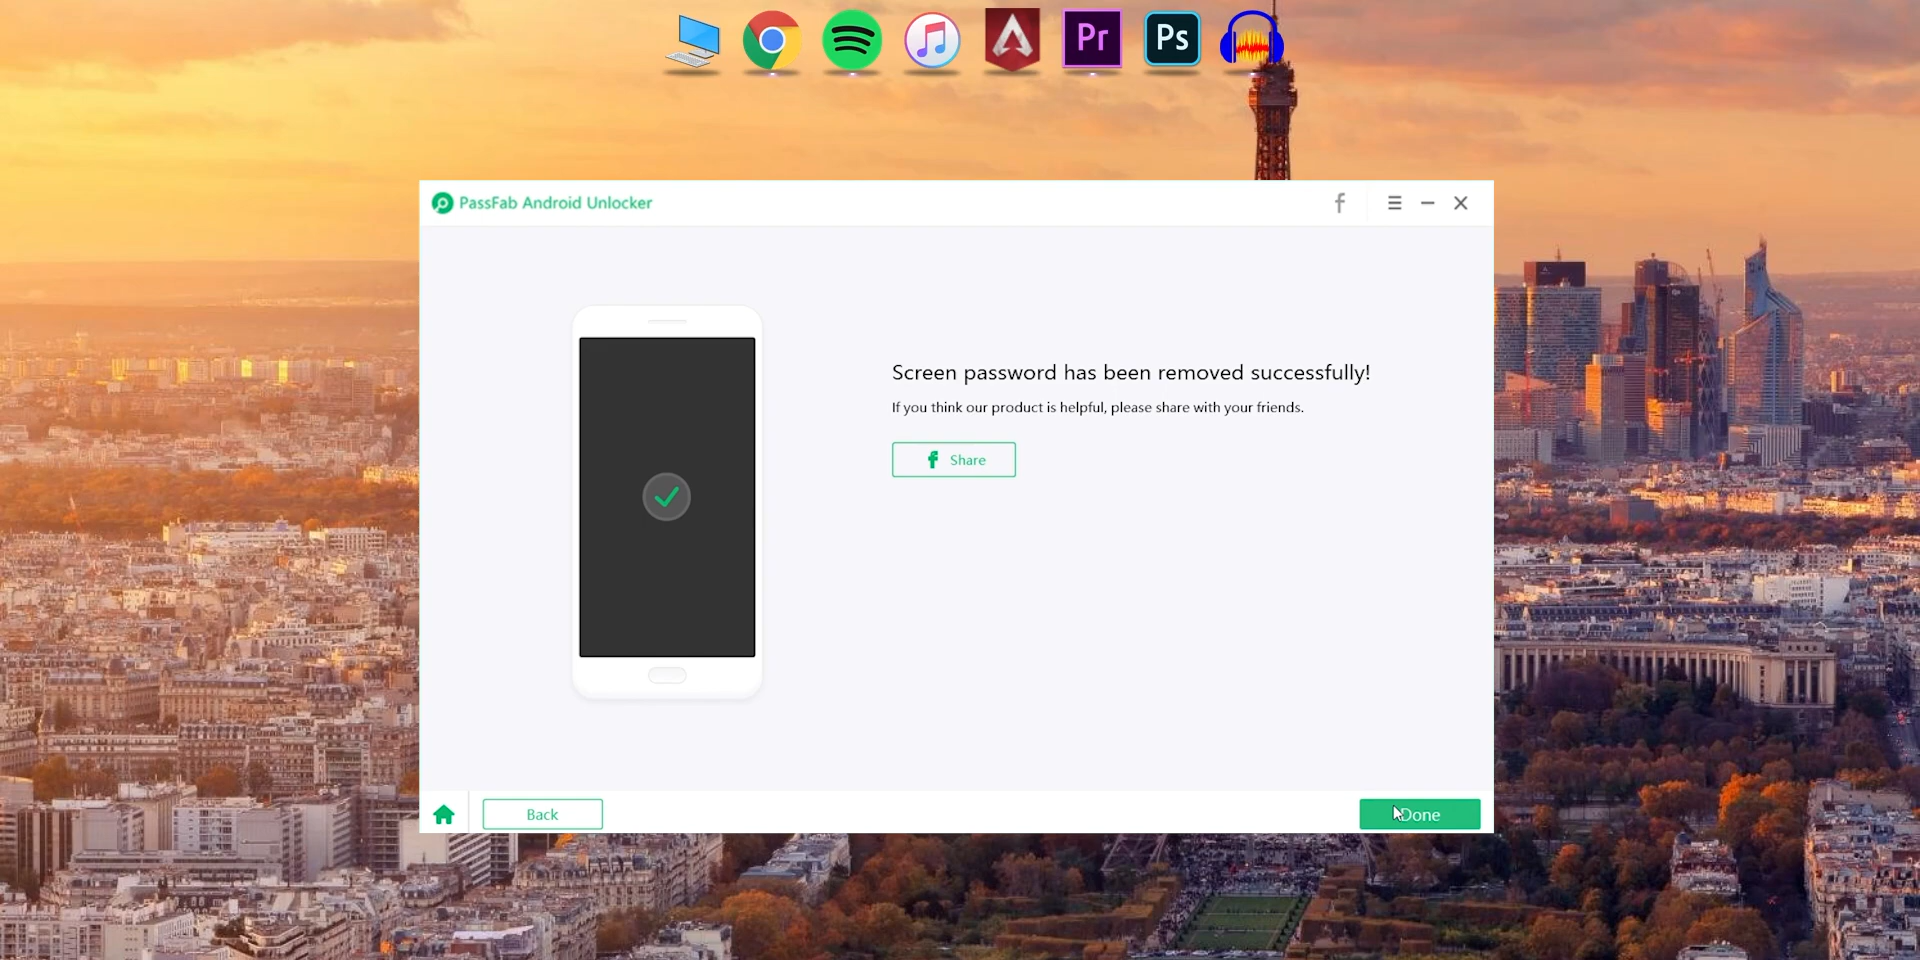 Pr
Ps
PassFab Android Unlocker
Screen password has been removed successfully!
If you think our product is helpful, please share with your friends.
Share
Back
Done